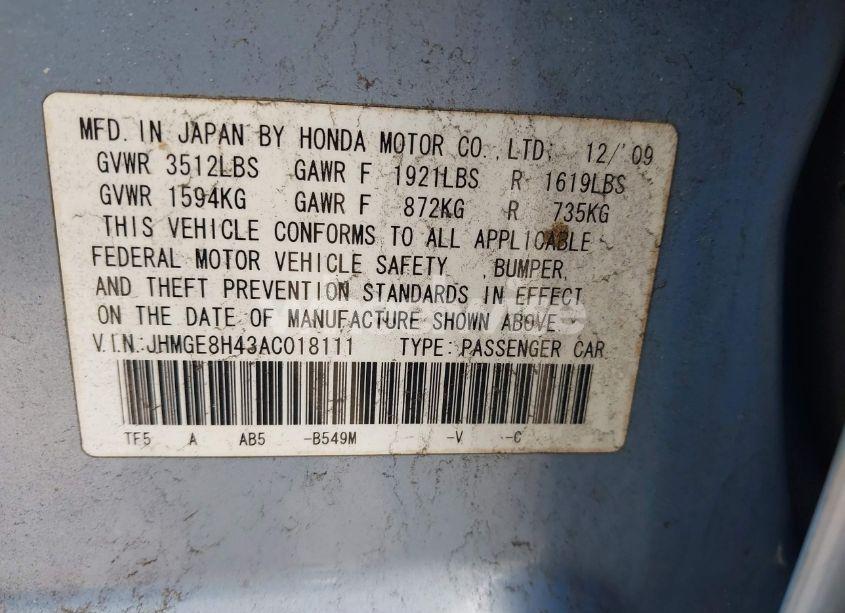 MFD. IN JAPAN BY HONDA MOTOR CO.,LTD. 12/'09
GVWR 3512LBS GAWR F 1921LBS R 1619LBS
GVWR 1594KG GAWR F 872KG R 735KG
THIS VEHICLE CONFORMS TO ALL APPLICABLE
FEDERAL MOTOR VEHICLE SAFETY ,BUMPER,
AND THEFT PREVENTION STANDARDS IN EFFECT
ON THE DATE OF MANUFACTURE SHOWN ABOVE.
V.I.N.:JHMGE8H43AC018111 TYPE:PASSENGER CAR
TF5 A AB5 -B549M -V -C